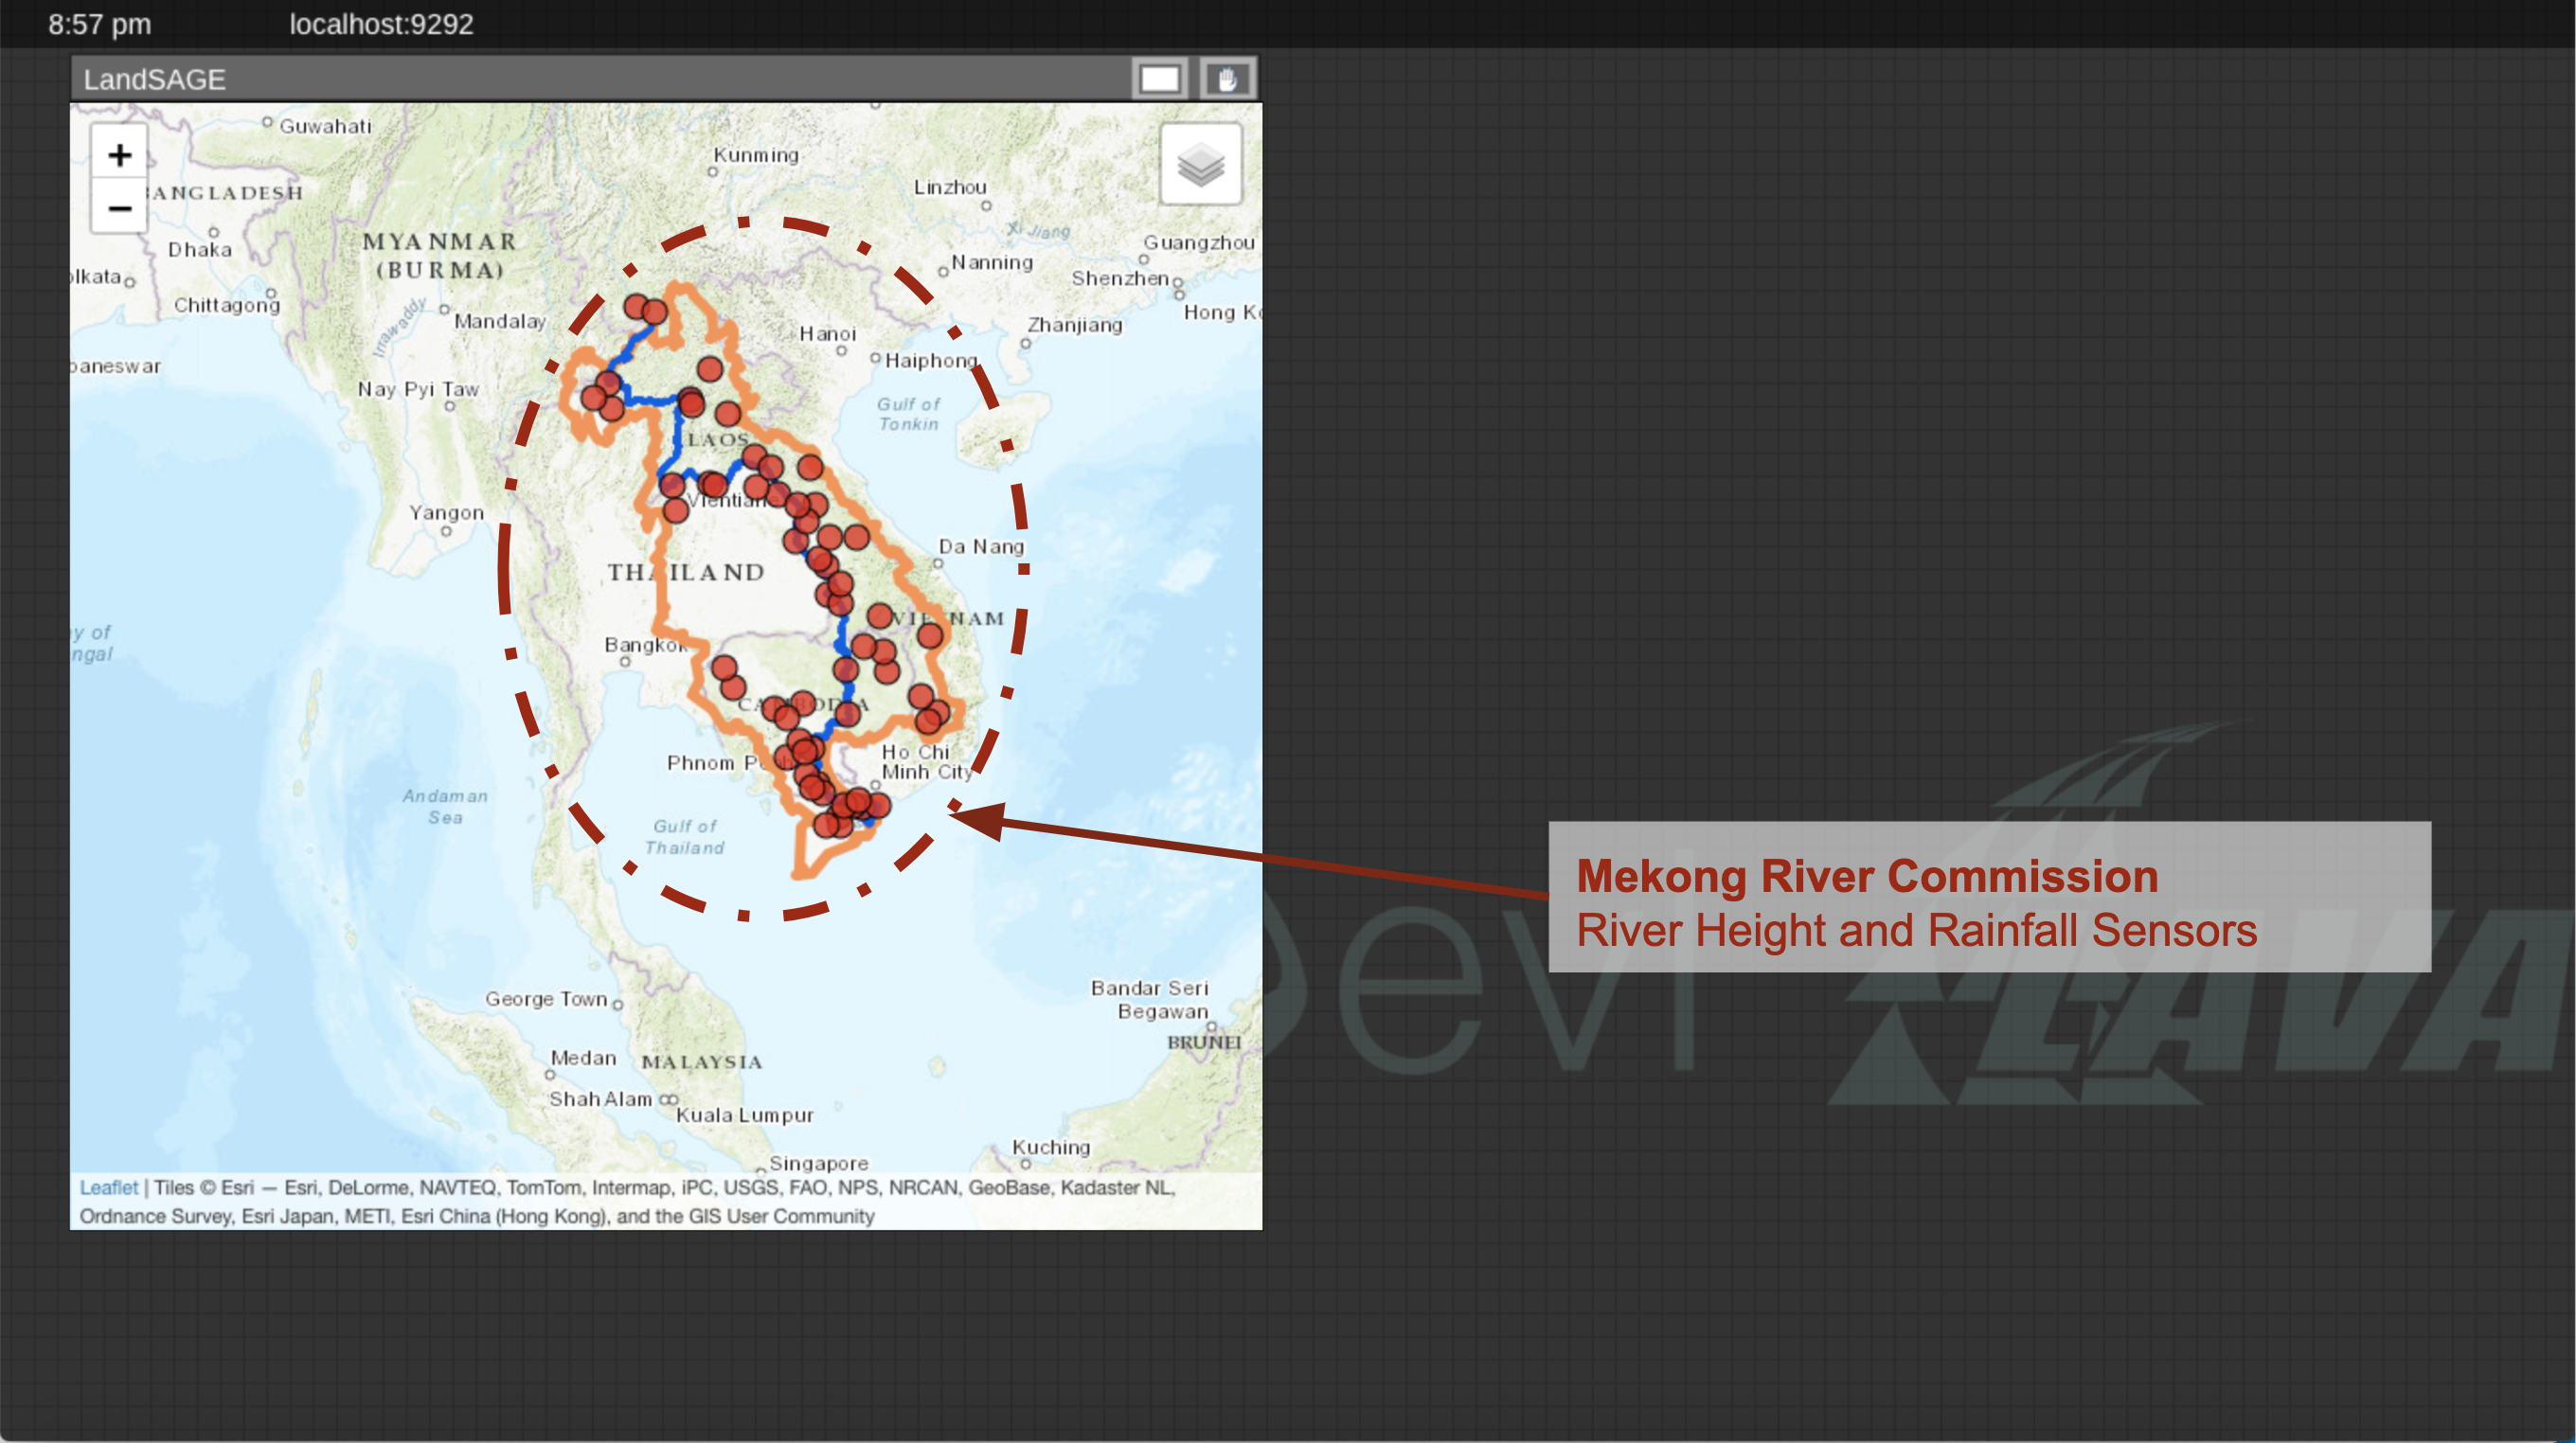 8:57 pm
localhost:9292
LandSAGE
+
−
Guwahati
Kunming
Linzhou
ANGLADESH
Dhaka
MYANMAR
(BURMA)
Xi Jiang
Guangzhou
Nanning
olkata
Chittagong
Shenzhen
Irrawaddy
Mandalay
Hong K
Zhanjiang
Hanoi
Haiphong
baneswar
Nay Pyi Taw
Gulf of
Tonkin
LAOS
Vientian
Yangon
Da Nang
THAILAND
VIETNAM
y of
ngal
Bangkok
CAMBODIA
Phnom P
Ho Chi
Minh City
Andaman
Sea
Gulf of
Thailand
Mekong River Commission
River Height and Rainfall Sensors
evl
LAVA
George Town
Bandar Seri
Begawan
BRUNEI
Medan
MALAYSIA
Shah Alam
Kuala Lumpur
Kuching
Singapore
Leaflet | Tiles © Esri — Esri, DeLorme, NAVTEQ, TomTom, Intermap, iPC, USGS, FAO, NPS, NRCAN, GeoBase, Kadaster NL,
Ordnance Survey, Esri Japan, METI, Esri China (Hong Kong), and the GIS User Community